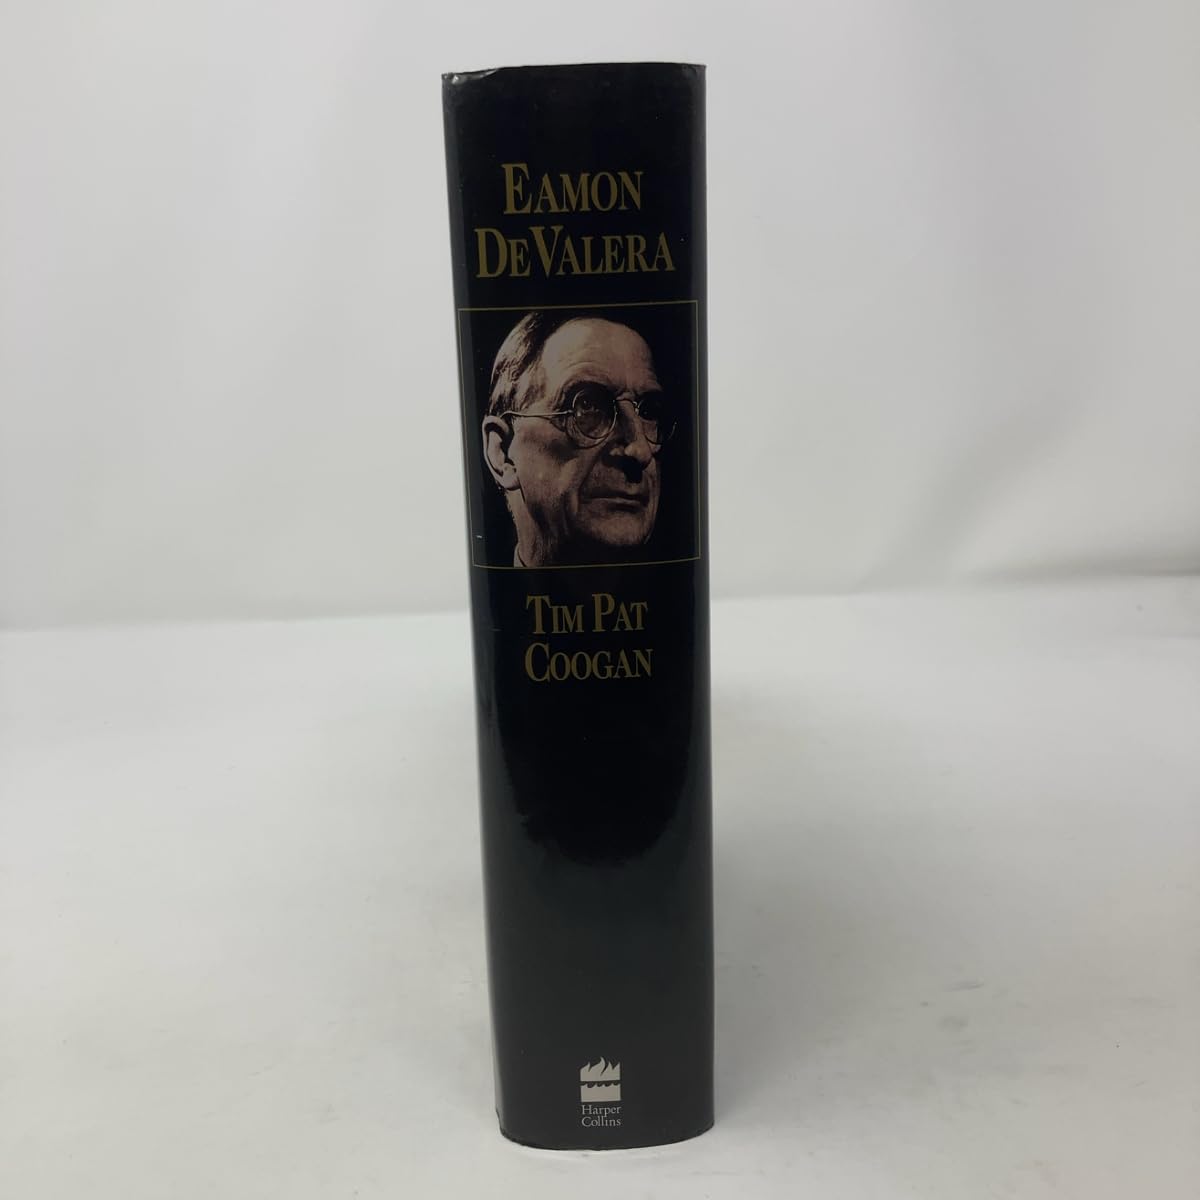 EAMON
DE VALERA
TIM PAT
COOGAN
Harper
Collins